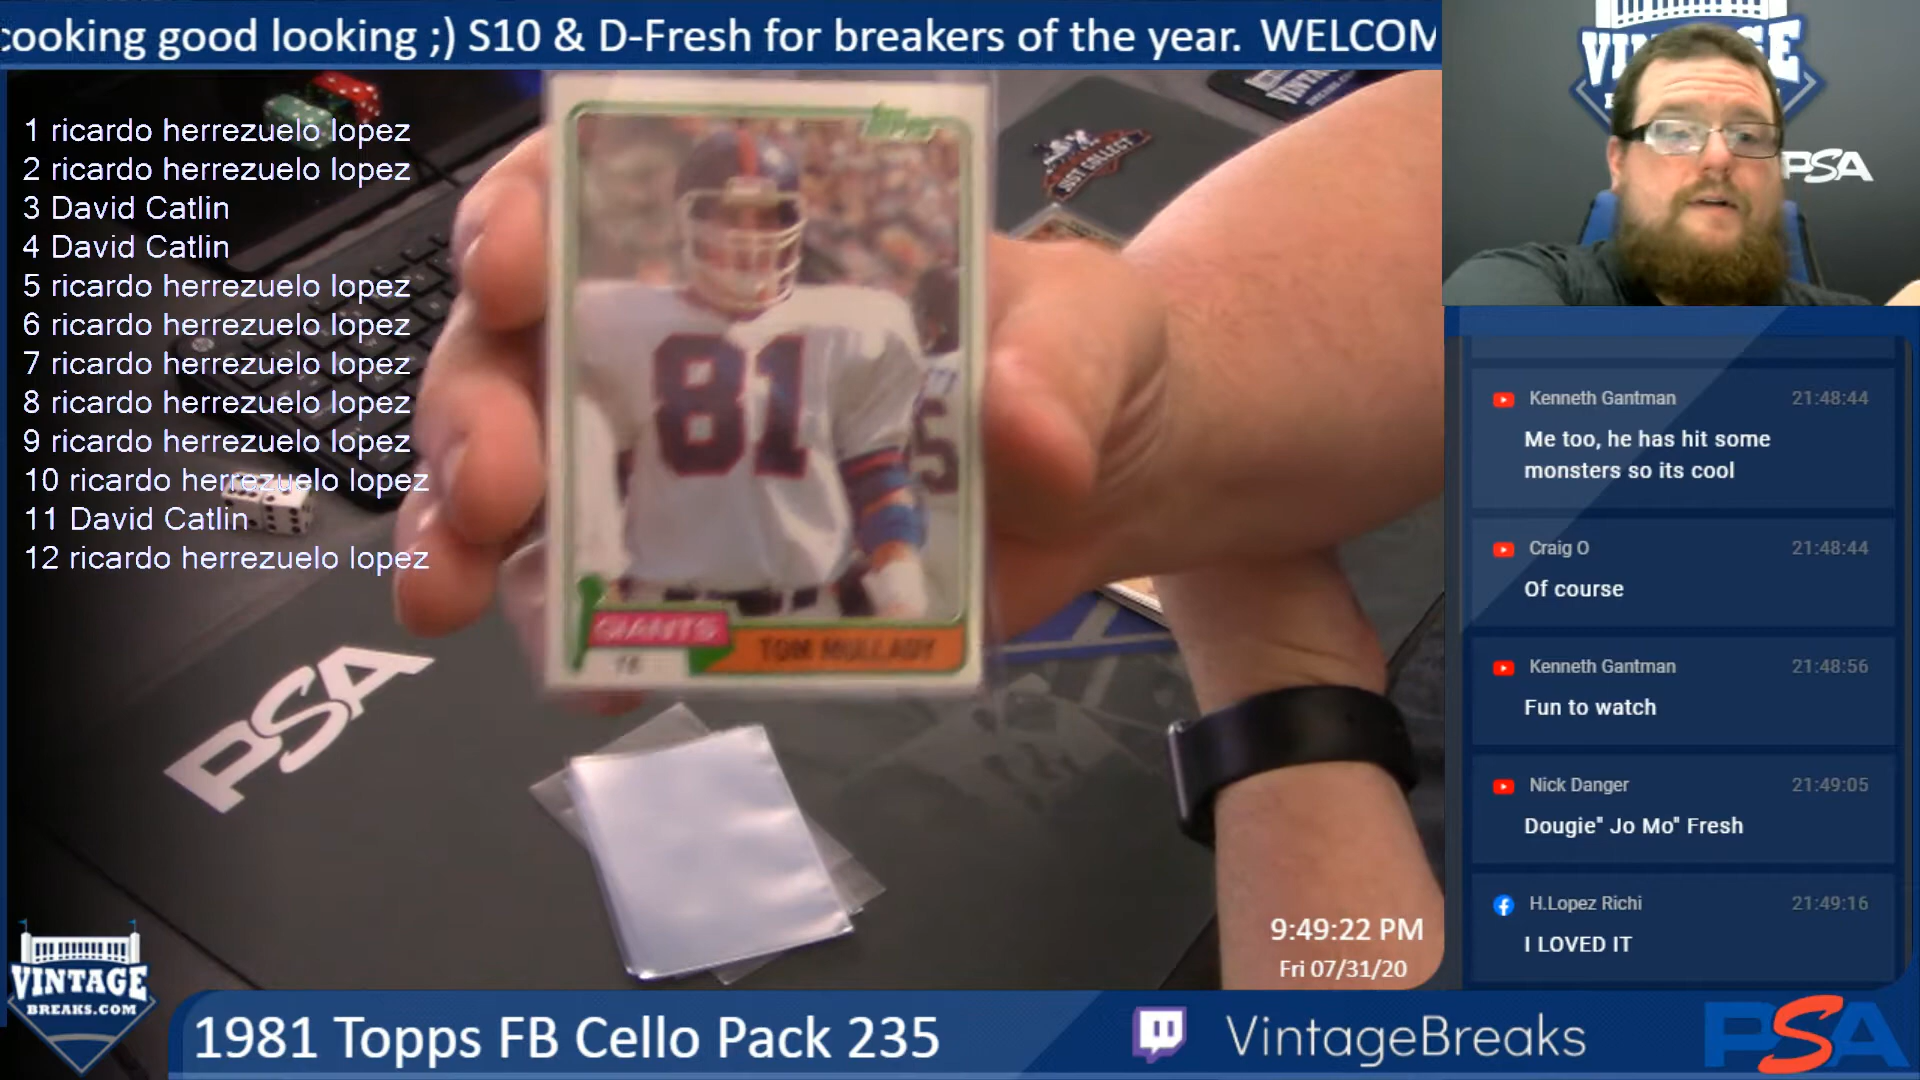 cooking good looking ;) S10 & D-Fresh for breakers of the year. WELCOM
1 ricardo herrezuelo lopez
2 ricardo herrezuelo lopez
3 David Catlin
4 David Catlin
5 ricardo herrezuelo lopez
6 ricardo herrezuelo lopez
7 ricardo herrezuelo lopez
8 ricardo herrezuelo lopez
9 ricardo herrezuelo lopez
10 ricardo herrezuelo lopez
11 David Catlin
12 ricardo herrezuelo lopez
Topps
81
GIANTS
TOM MULLADY
JUST COLLECT
VINTAGE
PSA
VINTAGE
PSA
Kenneth Gantman 21:48:44
Me too, he has hit some
monsters so its cool
Craig O 21:48:44
Of course
Kenneth Gantman 21:48:56
Fun to watch
Nick Danger 21:49:05
Dougie" Jo Mo" Fresh
H.Lopez Richi 21:49:16
I LOVED IT
9:49:22 PM
Fri 07/31/20
VINTAGE
BREAKS.COM
1981 Topps FB Cello Pack 235
VintageBreaks
PSA